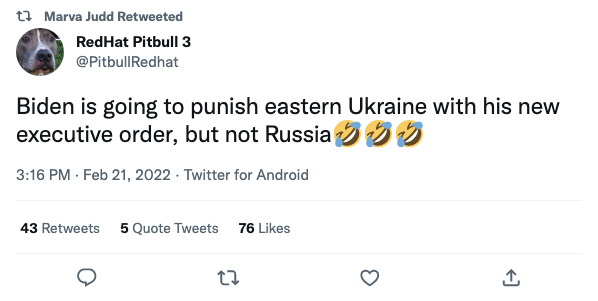 Marva Judd Retweeted
RedHat Pitbull 3
@PitbullRedhat
Biden is going to punish eastern Ukraine with his new
executive order, but not Russia🤣🤣🤣
3:16 PM · Feb 21, 2022 · Twitter for Android
43 Retweets 5 Quote Tweets 76 Likes